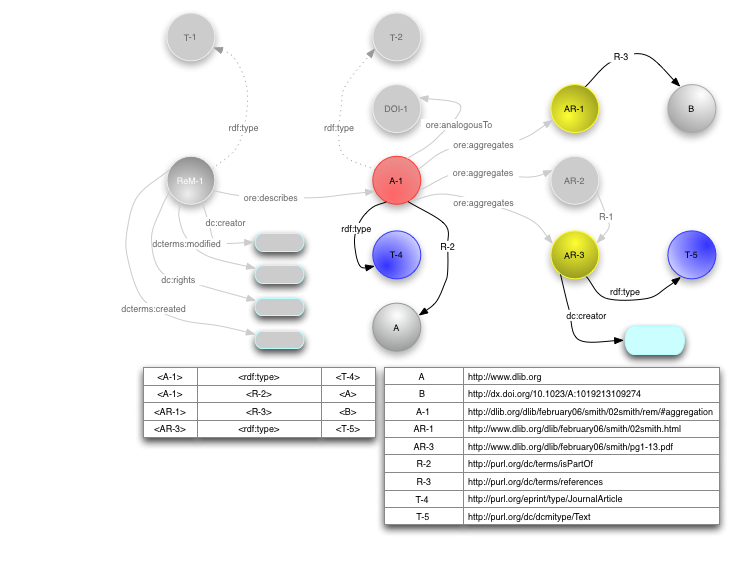 T-1
T-2
R-3
DOI-1
AR-1
B
rdf:type
rdf:type
ore:analogousTo
ore:aggregates
ReM-1
A-1
ore:aggregates
AR-2
ore:describes
ore:aggregates
R-1
dc:creator
rdf:type
R-2
dcterms:modified
T-4
AR-3
T-5
dc:rights
rdf:type
dcterms:created
dc:creator
A
<A-1> <rdf:type> <T-4>
<A-1> <R-2> <A>
<AR-1> <R-3> <B>
<AR-3> <rdf:type> <T-5>
A http://www.dlib.org
B http://dx.doi.org/10.1023/A:1019213109274
A-1 http://dlib.org/dlib/february06/smith/02smith/rem/#aggregation
AR-1 http://www.dlib.org/dlib/february06/smith/02smith.html
AR-3 http://www.dlib.org/dlib/february06/smith/pg1-13.pdf
R-2 http://purl.org/dc/terms/isPartOf
R-3 http://purl.org/dc/terms/references
T-4 http://purl.org/eprint/type/JournalArticle
T-5 http://purl.org/dc/dcmitype/Text